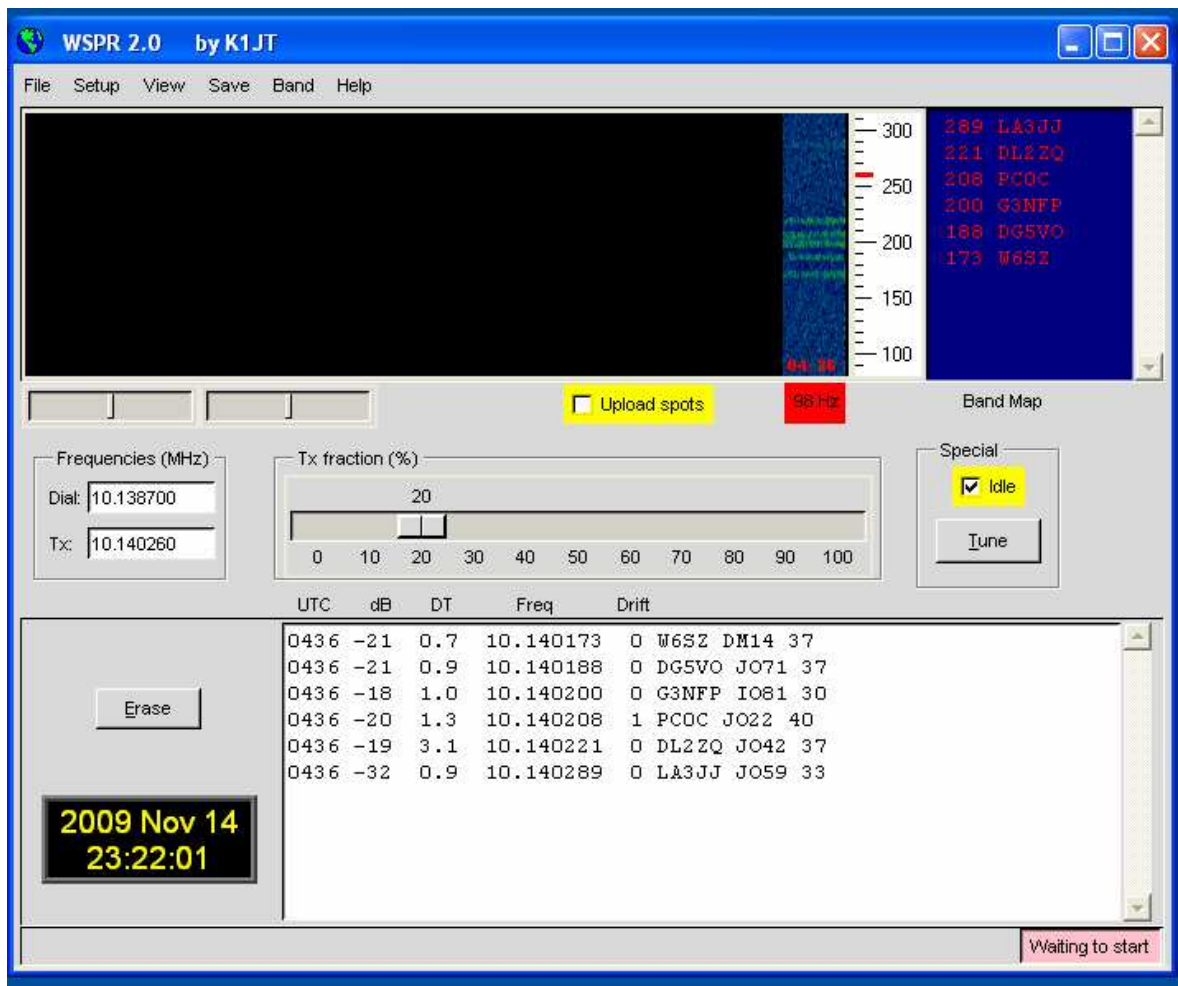 WSPR 2.0 by K1JT
File Setup View Save Band Help
300
250
200
150
100
04:36
289 LA3JJ
221 DL2ZQ
208 PC0C
200 G3NFP
188 DG5VO
173 W6SZ
Upload spots
98 Hz
Band Map
Frequencies (MHz)
Dial: 10.138700
Tx: 10.140260
Tx fraction (%)
20
0 10 20 30 40 50 60 70 80 90 100
Special
Idle
Tune
UTC dB DT Freq Drift
0436 -21 0.7 10.140173 0 W6SZ DM14 37
0436 -21 0.9 10.140188 0 DG5VO JO71 37
0436 -18 1.0 10.140200 0 G3NFP IO81 30
0436 -20 1.3 10.140208 1 PC0C JO22 40
0436 -19 3.1 10.140221 0 DL2ZQ JO42 37
0436 -32 0.9 10.140289 0 LA3JJ JO59 33
Erase
2009 Nov 14
23:22:01
Waiting to start